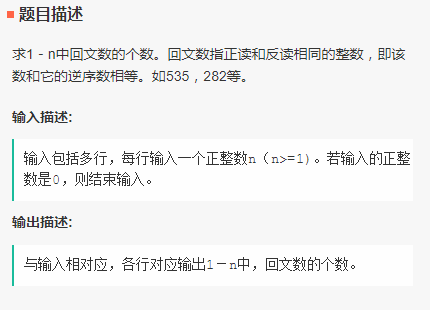 题目描述
求1 - n中回文数的个数。回文数指正读和反读相同的整数，即该
数和它的逆序数相等。如535，282等。
输入描述:
输入包括多行，每行输入一个正整数n（n>=1)。若输入的正整
数是0，则结束输入。
输出描述:
与输入相对应，各行对应输出1－n中，回文数的个数。